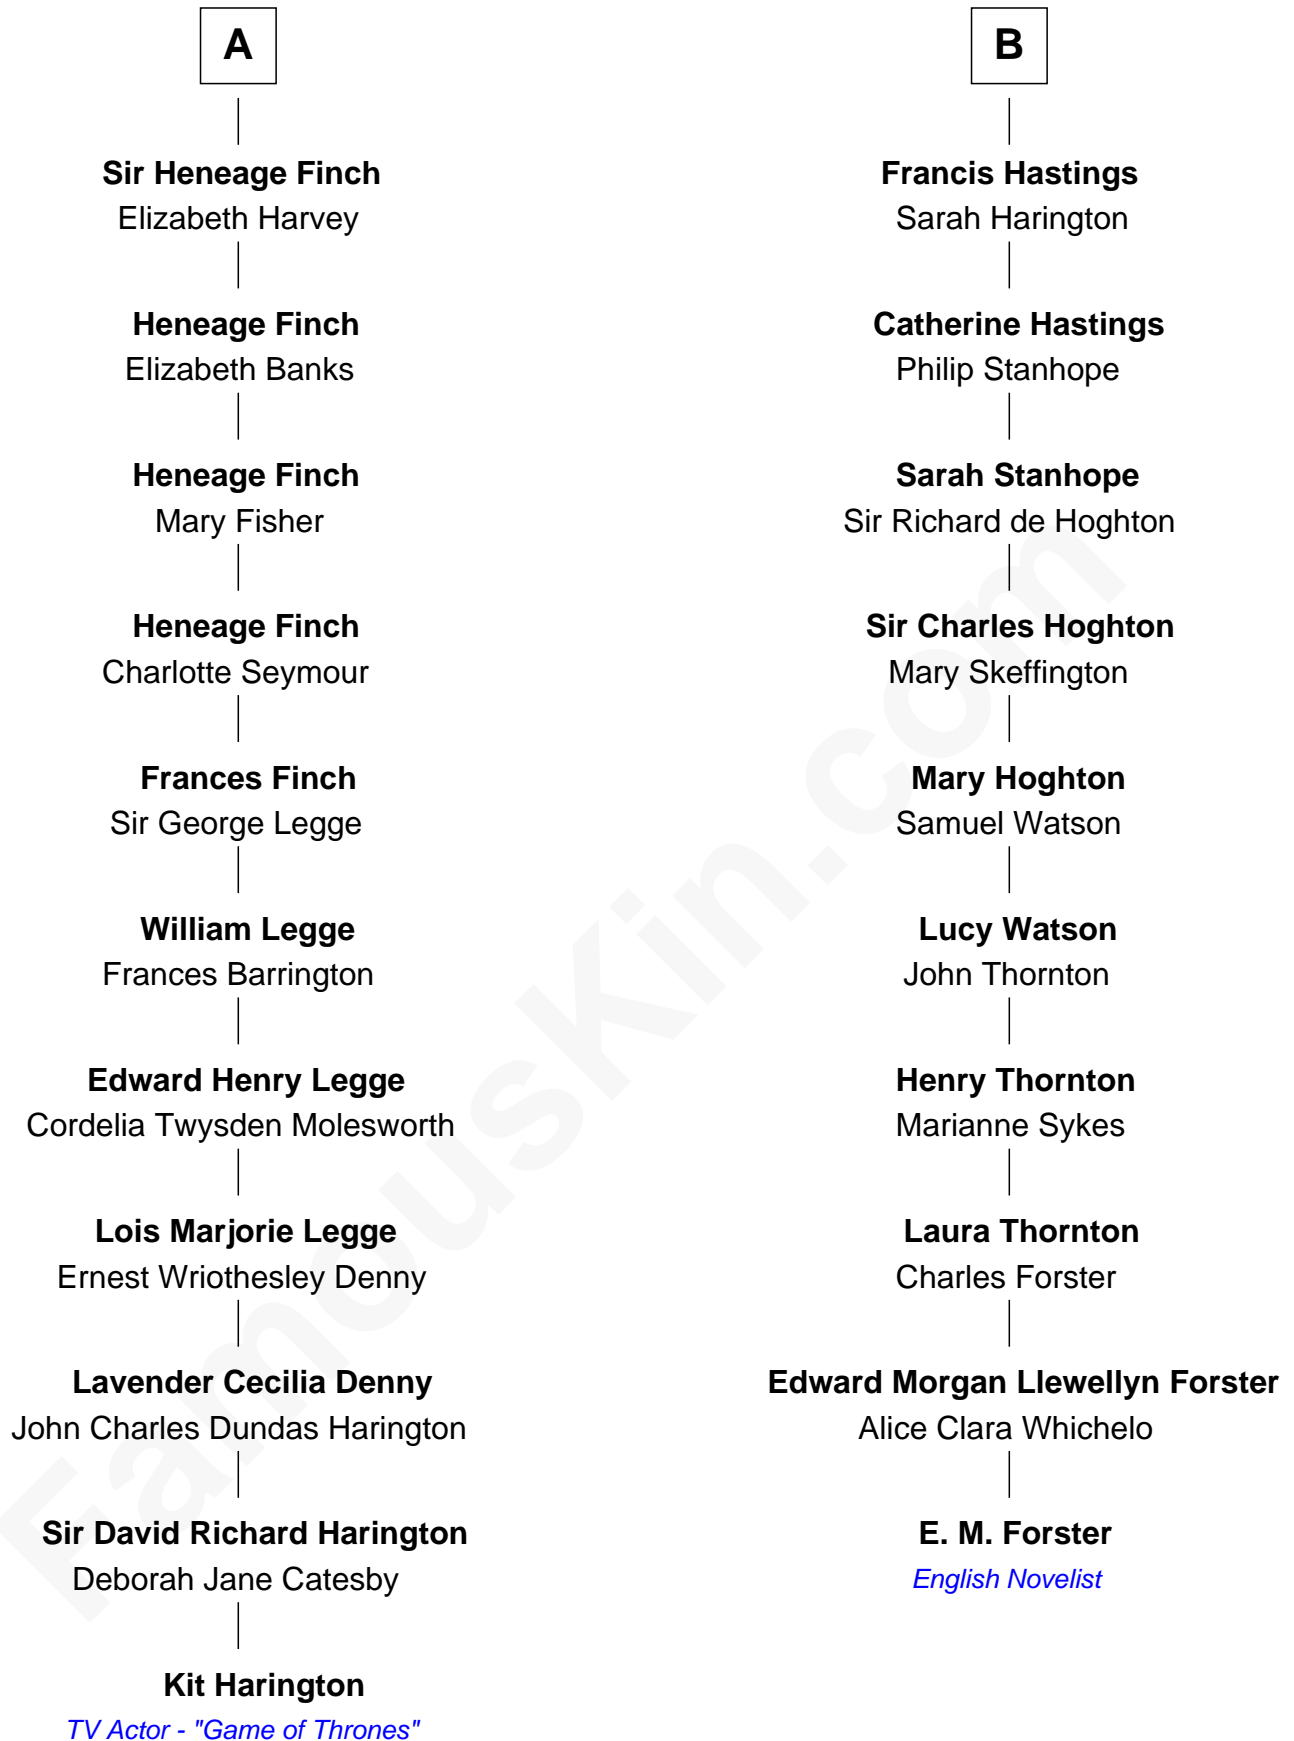 A
Sir Heneage Finch
Elizabeth Harvey
Heneage Finch
Elizabeth Banks
Heneage Finch
Mary Fisher
Heneage Finch
Charlotte Seymour
Frances Finch
Sir George Legge
William Legge
Frances Barrington
Edward Henry Legge
Cordelia Twysden Molesworth
Lois Marjorie Legge
Ernest Wriothesley Denny
Lavender Cecilia Denny
John Charles Dundas Harington
Sir David Richard Harington
Deborah Jane Catesby
Kit Harington
TV Actor - "Game of Thrones"
B
Francis Hastings
Sarah Harington
Catherine Hastings
Philip Stanhope
Sarah Stanhope
Sir Richard de Hoghton
Sir Charles Hoghton
Mary Skeffington
Mary Hoghton
Samuel Watson
Lucy Watson
John Thornton
Henry Thornton
Marianne Sykes
Laura Thornton
Charles Forster
Edward Morgan Llewellyn Forster
Alice Clara Whichelo
E. M. Forster
English Novelist
FamousKin.com